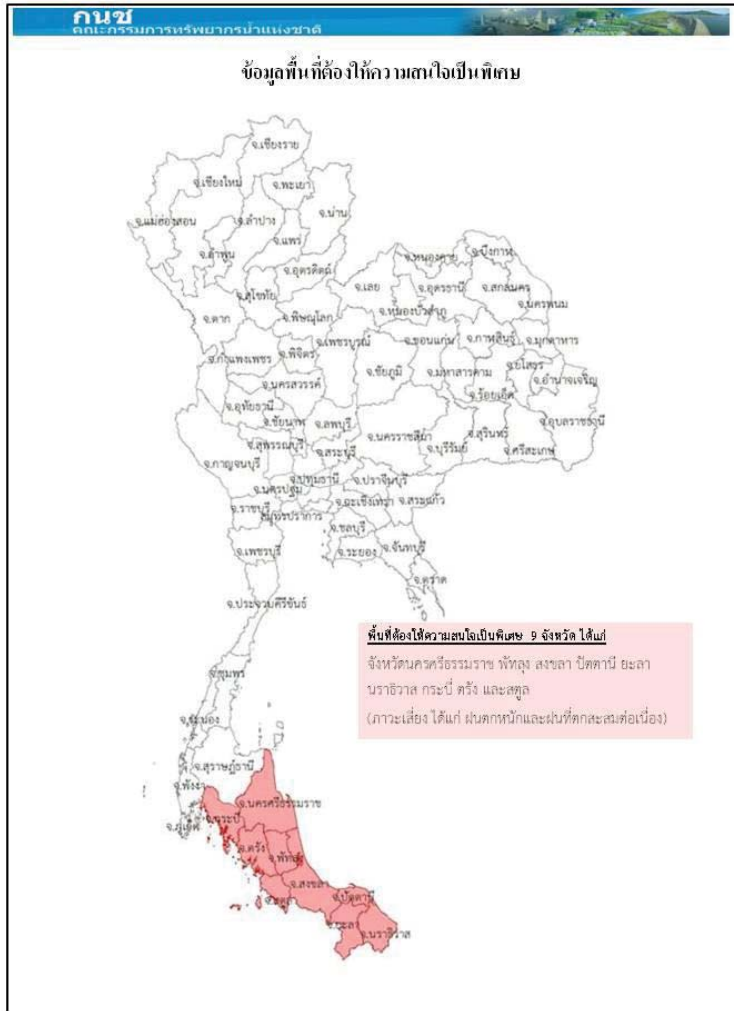 กนช
คณะกรรมการทรัพยากรน้ำแห่งชาติ
ข้อมูลพื้นที่ต้องให้ความสนใจเป็นพิเศษ
จ.เชียงราย
จ.เชียงใหม่
จ.พะเยา
จ.น่าน
จ.แม่ฮ่องสอน
จ.ลำปาง
จ.แพร่
จ.ลำพูน
จ.อุตรดิตถ์
จ.หนองคาย
จ.บึงกาฬ
จ.เลย
จ.อุดรธานี
จ.สกลนคร
จ.นครพนม
จ.สุโขทัย
จ.ตาก
จ.พิษณุโลก
จ.หนองบัวลำภู
จ.เพชรบูรณ์
จ.ขอนแก่น
จ.กาฬสินธุ์
จ.มุกดาหาร
จ.กำแพงเพชร
จ.พิจิตร
จ.ชัยภูมิ
จ.มหาสารคาม
จ.ยโสธร
จ.อำนาจเจริญ
จ.นครสวรรค์
จ.ร้อยเอ็ด
จ.อุทัยธานี
จ.ชัยนาท
จ.ลพบุรี
จ.นครราชสีมา
จ.บุรีรัมย์
จ.สุรินทร์
จ.ศรีสะเกษ
จ.อุบลราชธานี
จ.สุพรรณบุรี
จ.สระบุรี
จ.กาญจนบุรี
จ.ปทุมธานี
จ.ปราจีนบุรี
จ.นครปฐม
จ.ฉะเชิงเทรา
จ.สระแก้ว
จ.ราชบุรี
สมุทรปราการ
จ.ชลบุรี
จ.เพชรบุรี
จ.ระยอง
จ.จันทบุรี
จ.ตราด
จ.ประจวบคีรีขันธ์
พื้นที่ต้องให้ความสนใจเป็นพิเศษ 9 จังหวัด ได้แก่
จังหวัดนครศรีธรรมราช พัทลุง สงขลา ปัตตานี ยะลา
นราธิวาส กระบี่ ตรัง และสตูล
(ภาวะเสี่ยง ได้แก่ ฝนตกหนักและฝนที่ตกสะสมต่อเนื่อง)
จ.ชุมพร
จ.ระนอง
จ.สุราษฎ์ธานี
จ.พังงา
จ.นครศรีธรรมราช
จ.กระบี่
จ.ภูเก็ต
จ.ตรัง
จ.พัทลุง
จ.สงขลา
จ.สตูล
จ.ปัตตานี
จ.ยะลา
จ.นราธิวาส